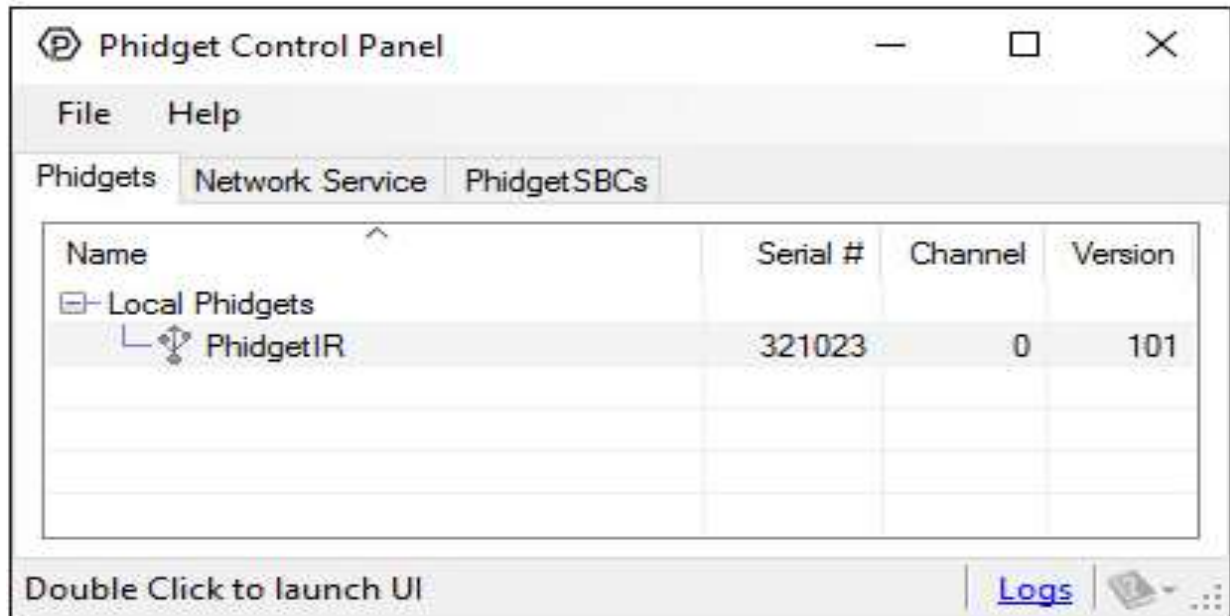 Phidget Control Panel
File Help
Phidgets Network Service PhidgetSBCs
Name Serial # Channel Version
Local Phidgets
PhidgetIR 321023 0 101
Double Click to launch UI Logs